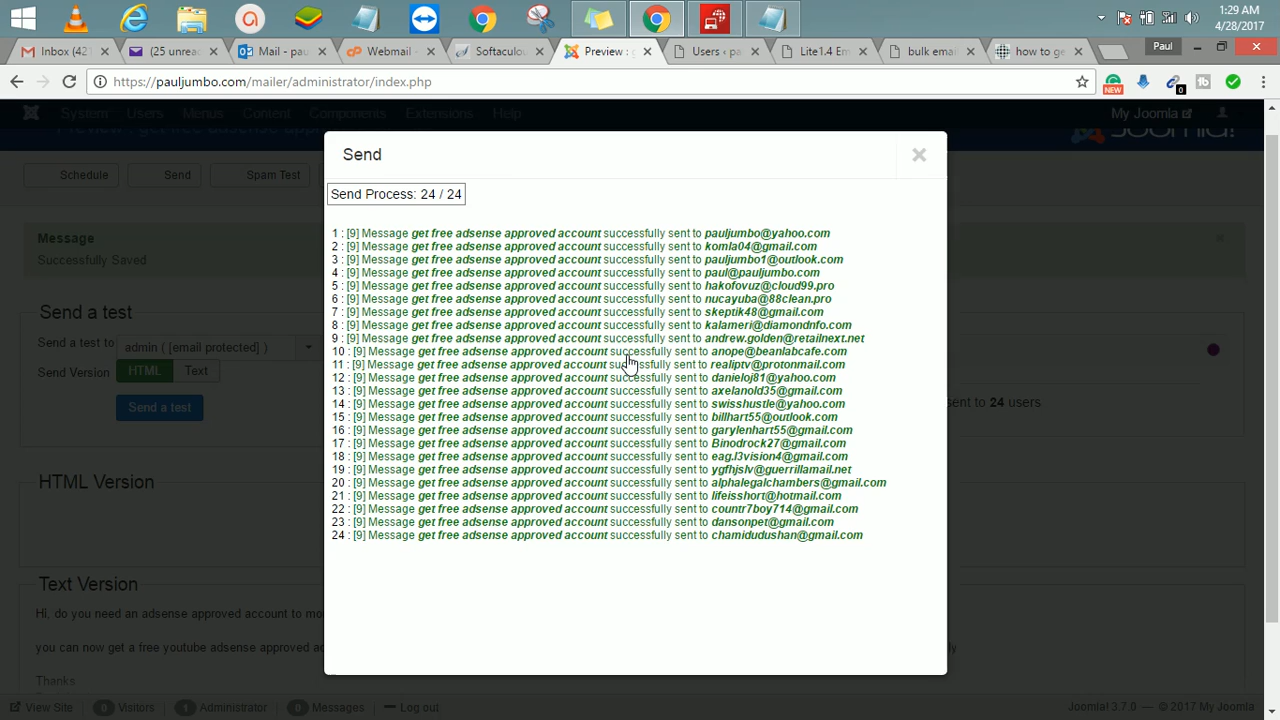 1:29 AM
4/28/2017
Inbox (421
(25 unrea
Mail - pau
Webmail -
Softaculou
Preview : g
Users ‹ pa
Lite1.4 Em
bulk email
how to ge
Paul
https://pauljumbo.com/mailer/administrator/index.php
NEW
0
System Users Menus Content Components Extensions Help
My Joomla
Preview : get free adsense appro
Joomla!
Schedule
Send
Spam Test
Message
Successfully Saved
Send a test
Send a test to
admin ( [email protected] )
Send Version
HTML
Text
Send a test
sent to 24 users
HTML Version
Text Version
Hi, do you need an adsense approved account to mo
you can now get a free youtube adsense approved ac
Thanks
Send
Send Process: 24 / 24
1 : [9] Message get free adsense approved account successfully sent to pauljumbo@yahoo.com
2 : [9] Message get free adsense approved account successfully sent to komla04@gmail.com
3 : [9] Message get free adsense approved account successfully sent to pauljumbo1@outlook.com
4 : [9] Message get free adsense approved account successfully sent to paul@pauljumbo.com
5 : [9] Message get free adsense approved account successfully sent to hakofovuz@cloud99.pro
6 : [9] Message get free adsense approved account successfully sent to nucayuba@88clean.pro
7 : [9] Message get free adsense approved account successfully sent to skeptik48@gmail.com
8 : [9] Message get free adsense approved account successfully sent to kalameri@diamondnfo.com
9 : [9] Message get free adsense approved account successfully sent to andrew.golden@retailnext.net
10 : [9] Message get free adsense approved account successfully sent to anope@beanlabcafe.com
11 : [9] Message get free adsense approved account successfully sent to realiptv@protonmail.com
12 : [9] Message get free adsense approved account successfully sent to danieloj81@yahoo.com
13 : [9] Message get free adsense approved account successfully sent to axelanold35@gmail.com
14 : [9] Message get free adsense approved account successfully sent to swisshustle@yahoo.com
15 : [9] Message get free adsense approved account successfully sent to billhart55@outlook.com
16 : [9] Message get free adsense approved account successfully sent to garylenhart55@gmail.com
17 : [9] Message get free adsense approved account successfully sent to Binodrock27@gmail.com
18 : [9] Message get free adsense approved account successfully sent to eag.l3vision4@gmail.com
19 : [9] Message get free adsense approved account successfully sent to ygfhjslv@guerrillamail.net
20 : [9] Message get free adsense approved account successfully sent to alphalegalchambers@gmail.com
21 : [9] Message get free adsense approved account successfully sent to lifeisshort@hotmail.com
22 : [9] Message get free adsense approved account successfully sent to countr7boy714@gmail.com
23 : [9] Message get free adsense approved account successfully sent to dansonpet@gmail.com
24 : [9] Message get free adsense approved account successfully sent to chamidudushan@gmail.com
View Site 0 Visitors 1 Administrator 0 Messages Log out
Joomla! 3.7.0 — © 2017 My Joomla